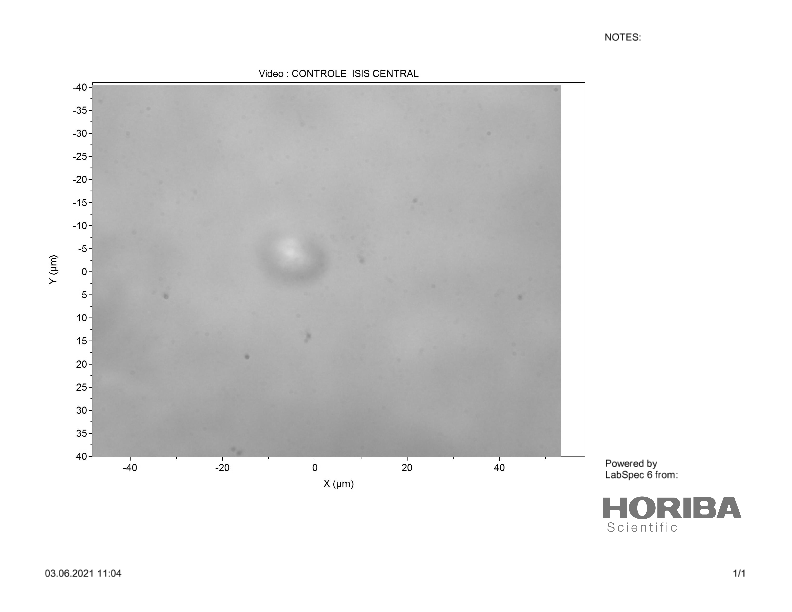 NOTES:
Video : CONTROLE ISIS CENTRAL
-40
-35
-30
-25
-20
-15
-10
-5
0
5
10
15
20
25
30
35
40
Y (µm)
-40 -20 0 20 40
X (µm)
Powered by
LabSpec 6 from:
HORIBA
Scientific
03.06.2021 11:04
1/1